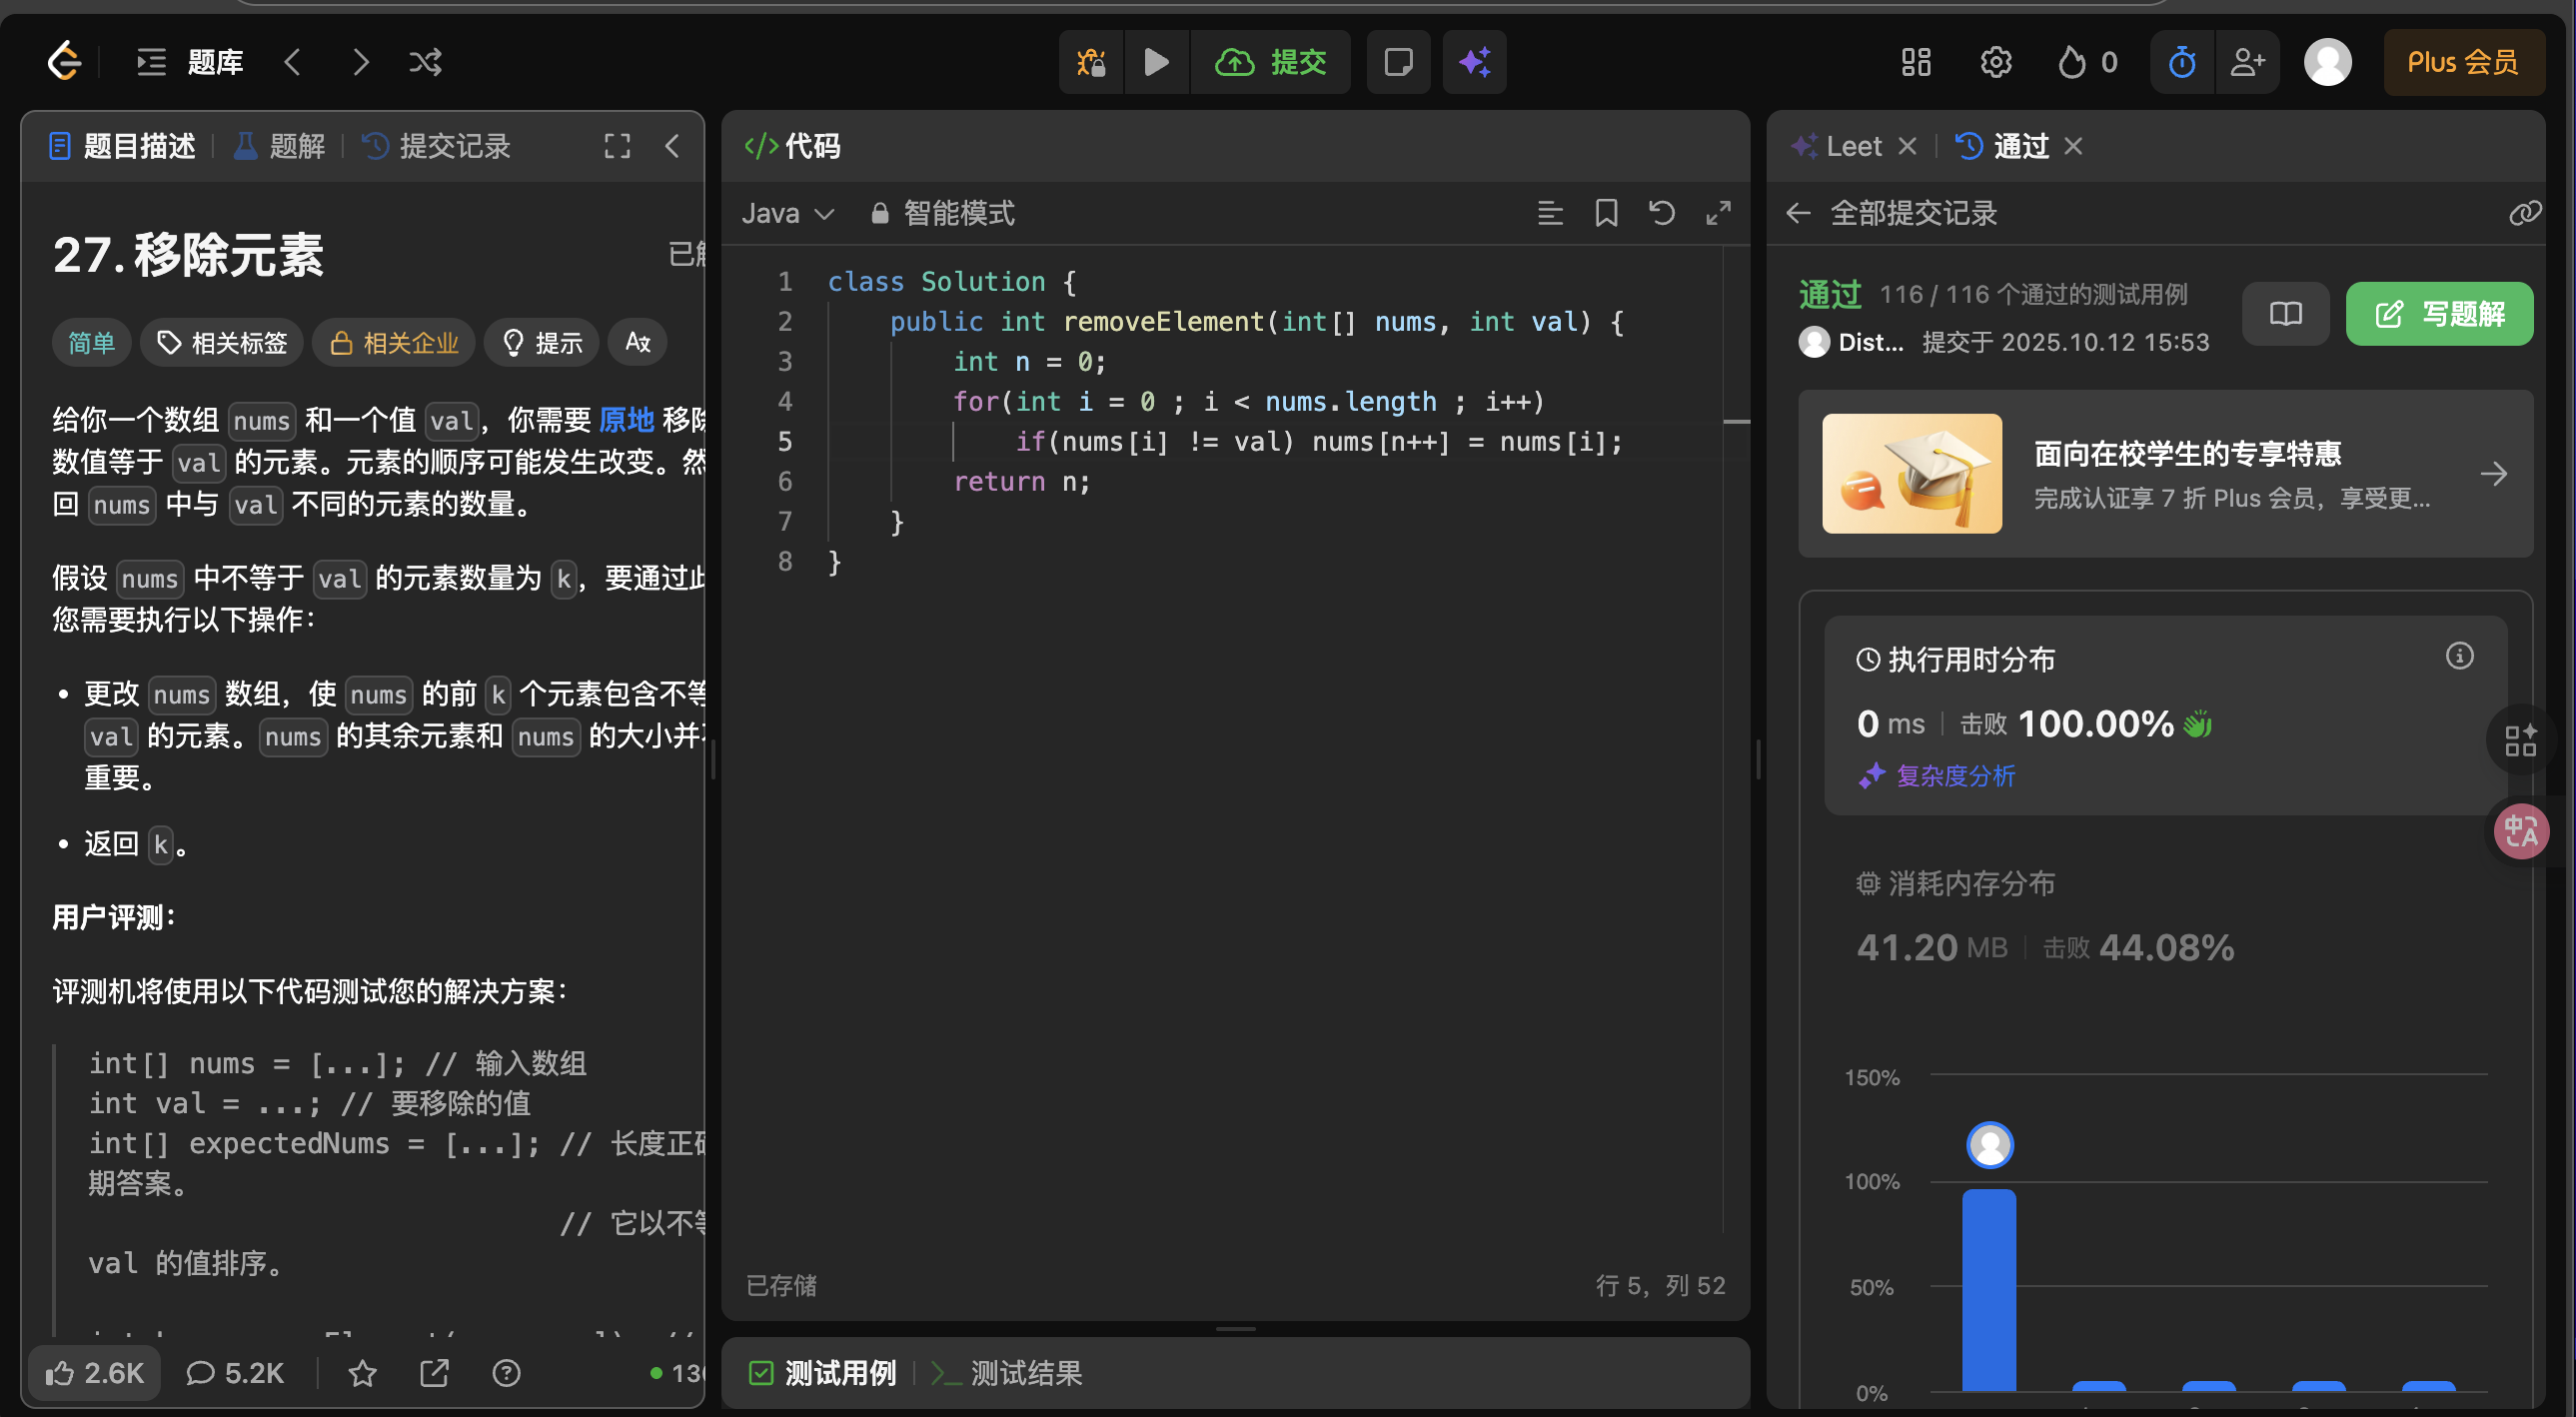 题库
提交
0
Plus 会员
题目描述
题解
提交记录
27. 移除元素
简单
相关标签
相关企业
提示
给你一个数组 nums 和一个值 val，你需要 原地 移除
数值等于 val 的元素。元素的顺序可能发生改变。然
回 nums 中与 val 不同的元素的数量。
假设 nums 中不等于 val 的元素数量为 k，要通过此
您需要执行以下操作：
• 更改 nums 数组，使 nums 的前 k 个元素包含不等
val 的元素。nums 的其余元素和 nums 的大小并不
重要。
• 返回 k。
用户评测：
评测机将使用以下代码测试您的解决方案：
int[] nums = [...]; // 输入数组
int val = ...; // 要移除的值
int[] expectedNums = [...]; // 长度正确
期答案。
// 它以不等
val 的值排序。
2.6K
5.2K
代码
Java
智能模式
1 class Solution {
2 public int removeElement(int[] nums, int val) {
3 int n = 0;
4 for(int i = 0 ; i < nums.length ; i++)
5 if(nums[i] != val) nums[n++] = nums[i];
6 return n;
7 }
8 }
已存储
行 5，列 52
测试用例
测试结果
Leet
通过
全部提交记录
通过 116 / 116 个通过的测试用例
Dist... 提交于 2025.10.12 15:53
写题解
面向在校学生的专享特惠
完成认证享 7 折 Plus 会员，享受更...
执行用时分布
0 ms 击败 100.00%
复杂度分析
消耗内存分布
41.20 MB 击败 44.08%
150%
100%
50%
0%